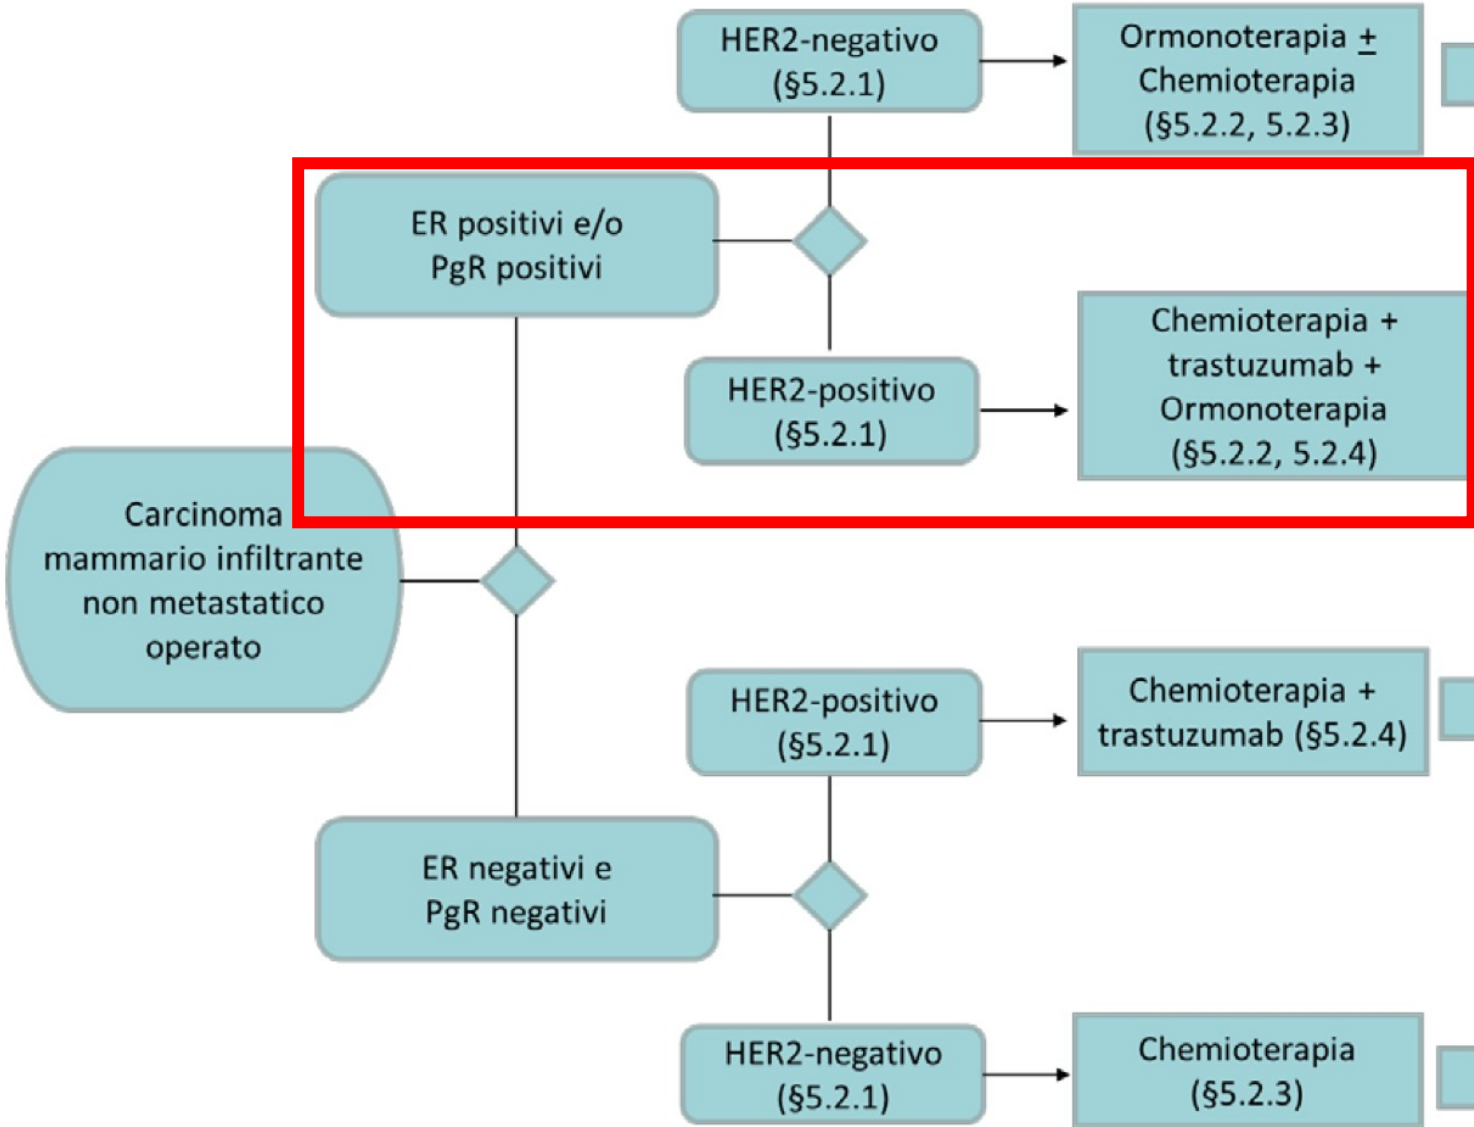 HER2-negativo
(§5.2.1)
Ormonoterapia ±
Chemioterapia
(§5.2.2, 5.2.3)
ER positivi e/o
PgR positivi
HER2-positivo
(§5.2.1)
Chemioterapia +
trastuzumab +
Ormonoterapia
(§5.2.2, 5.2.4)
Carcinoma
mammario infiltrante
non metastatico
operato
HER2-positivo
(§5.2.1)
Chemioterapia +
trastuzumab (§5.2.4)
ER negativi e
PgR negativi
HER2-negativo
(§5.2.1)
Chemioterapia
(§5.2.3)